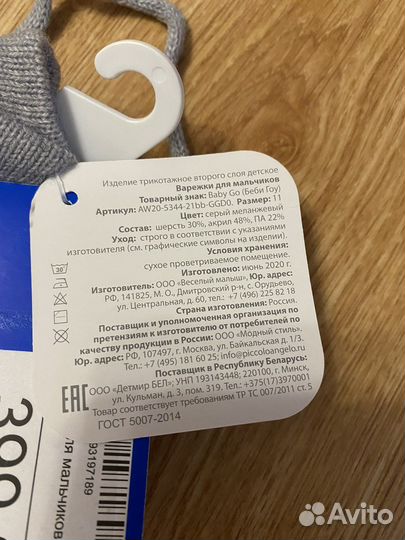 Изделие трикотажное второго слоя детское
Варежки для мальчиков
Товарный знак: Baby Go (Беби Гоу)
Артикул: AW20-5344-21bb-GGD0. Размер: 11
Цвет: серый меланжевый
Состав: шерсть 30%, акрил 48%, ПА 22%
Уход: строго в соответствии с указаниями
изготовителя (см. графические символы на изделии).
Условия хранения:
сухое проветриваемое помещение.
Изготовлено: июнь 2020 г.
Изготовитель: ООО «Веселый малыш», Юр. адрес:
РФ, 141825, М. О., Дмитровский р-н, с. Орудьево,
ул. Центральная, д. 60, тел.: +7 (496) 225 82 18
Страна изготовления: Россия.
Поставщик и уполномоченная организация по
претензиям к изготовителю от потребителей по
качеству продукции в России: ООО «Модный стиль».
Юр. адрес: РФ, 107497, г. Москва, ул. Байкальская д. 1/3.
Тел.: +7 (495) 181 60 25; info@piccoloangelo.ru
Поставщик в Республику Беларусь:
ООО «Детмир БЕЛ»; УНП 193143448; 220100, г. Минск,
ул. Кульман, д. 3, пом. 319. Тел.: +375(17)3970001
Товар соответствует требованиям ТР ТС 007/2011 ст. 5
ГОСТ 5007-2014
EAC
30
399
для мальчиков
93197189
Avito